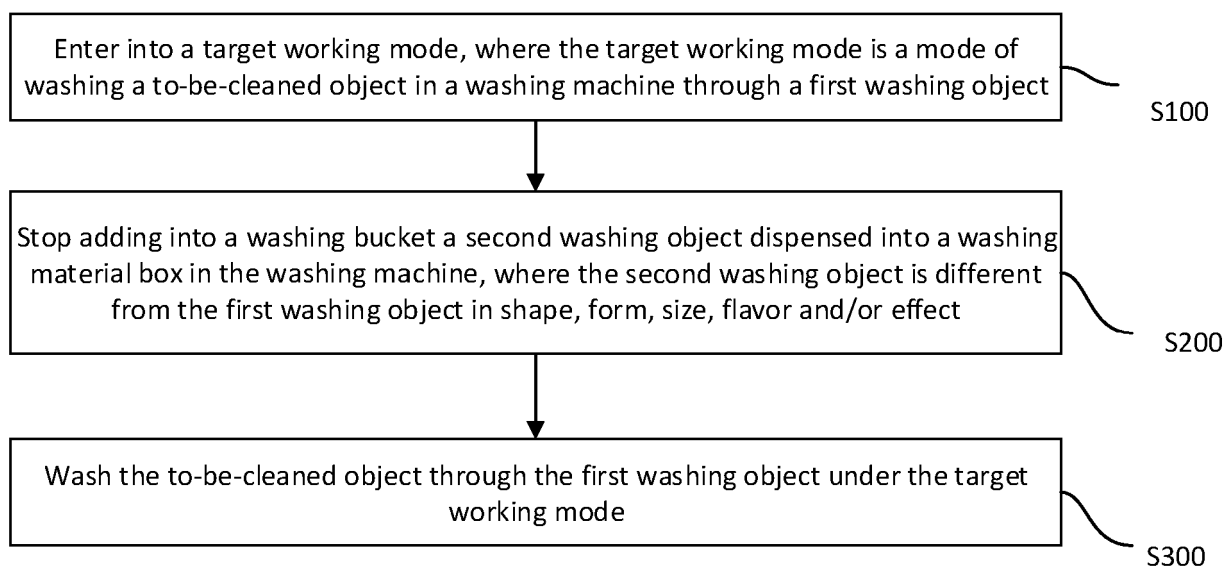 Enter into a target working mode, where the target working mode is a mode of
washing a to-be-cleaned object in a washing machine through a first washing object
S100
Stop adding into a washing bucket a second washing object dispensed into a washing
material box in the washing machine, where the second washing object is different
from the first washing object in shape, form, size, flavor and/or effect
S200
Wash the to-be-cleaned object through the first washing object under the target
working mode
S300